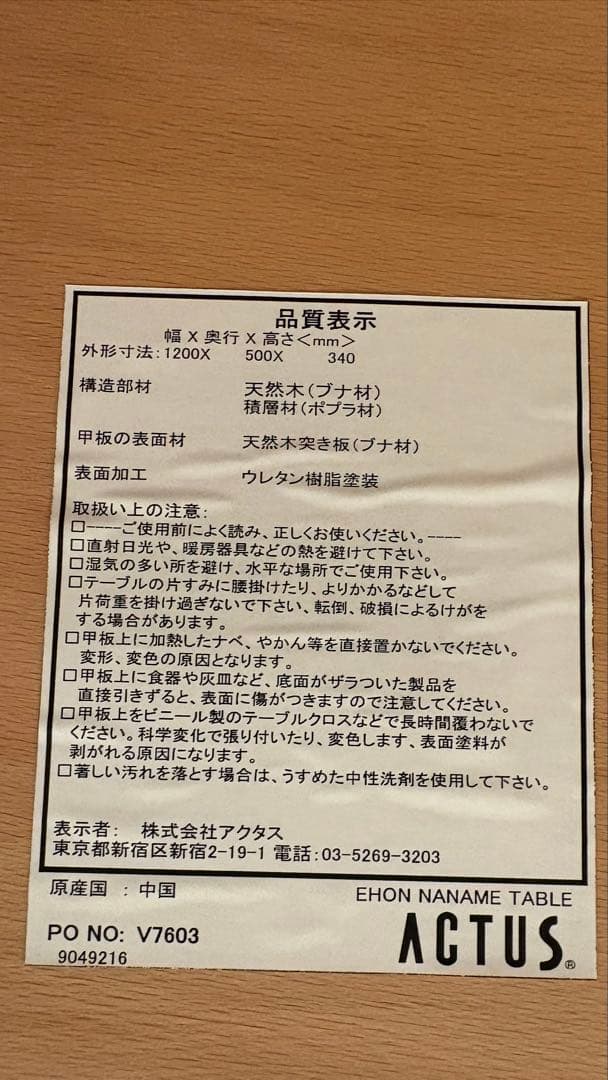 品質表示
幅 X 奥行 X 高さ<mm>
外形寸法:1200X 500X 340
構造部材 天然木(ブナ材)
積層材(ポプラ材)
甲板の表面材 天然木突き板(ブナ材)
表面加工 ウレタン樹脂塗装
取扱い上の注意:
□----ご使用前によく読み、正しくお使いください。----
□直射日光や、暖房器具などの熱を避けて下さい。
□湿気の多い所を避け、水平な場所でご使用下さい。
□テーブルの片すみに腰掛けたり、よりかかるなどして
片荷重を掛け過ぎないで下さい、転倒、破損によるけがを
する場合があります。
□甲板上に加熱したナベ、やかん等を直接置かないでください。
変形、変色の原因となります。
□甲板上に食器や灰皿など、底面がザラついた製品を
直接引きずると、表面に傷がつきますので注意してください。
□甲板上をビニール製のテーブルクロスなどで長時間覆わないで
ください。科学変化で張り付いたり、変色します、表面塗料が
剥がれる原因になります。
□著しい汚れを落とす場合は、うすめた中性洗剤を使用して下さい。
表示者: 株式会社アクタス
東京都新宿区新宿2-19-1 電話:03-5269-3203
原産国 : 中国
EHON NANAME TABLE
PO NO: V7603
9049216
ACTUS®